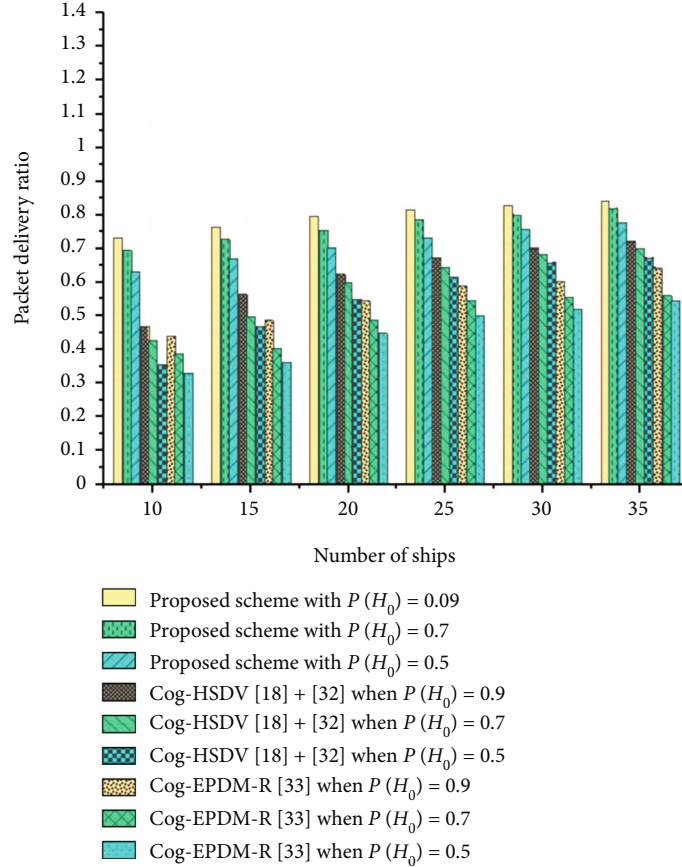 1.4
1.3
1.2
1.1
1
0.9
0.8
0.7
0.6
0.5
0.4
0.3
0.2
0.1
0
Packet delivery ratio
10 15 20 25 30 35
Number of ships
Proposed scheme with P (H₀) = 0.09
Proposed scheme with P (H₀) = 0.7
Proposed scheme with P (H₀) = 0.5
Cog-HSDV [18] + [32] when P (H₀) = 0.9
Cog-HSDV [18] + [32] when P (H₀) = 0.7
Cog-HSDV [18] + [32] when P (H₀) = 0.5
Cog-EPDM-R [33] when P (H₀) = 0.9
Cog-EPDM-R [33] when P (H₀) = 0.7
Cog-EPDM-R [33] when P (H₀) = 0.5